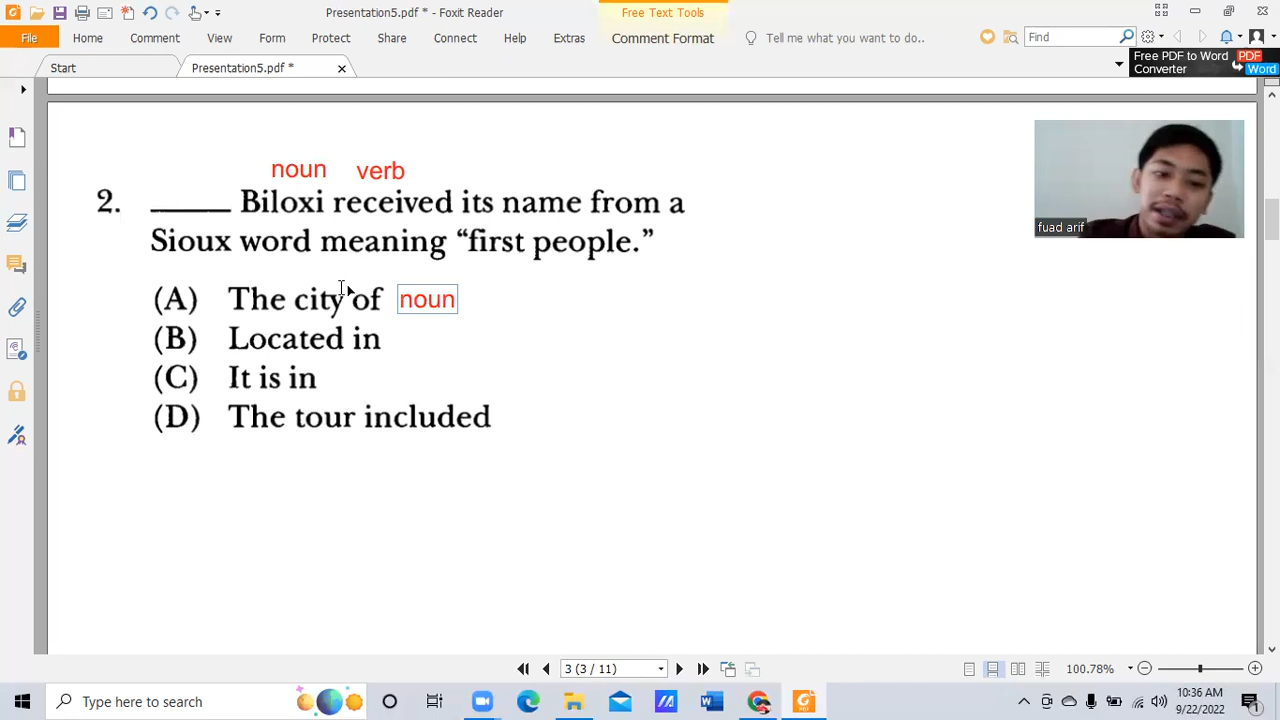 Presentation5.pdf * - Foxit Reader
Free Text Tools
File Home Comment View Form Protect Share Connect Help Extras Comment Format Tell me what you want to do.. Find
Start Presentation5.pdf *
Free PDF to Word Converter PDF Word
noun verb
2. _____ Biloxi received its name from a
Sioux word meaning “first people.”
(A) The city of noun
(B) Located in
(C) It is in
(D) The tour included
fuad arif
3 (3 / 11) 100.78%
Type here to search
10:36 AM
9/22/2022